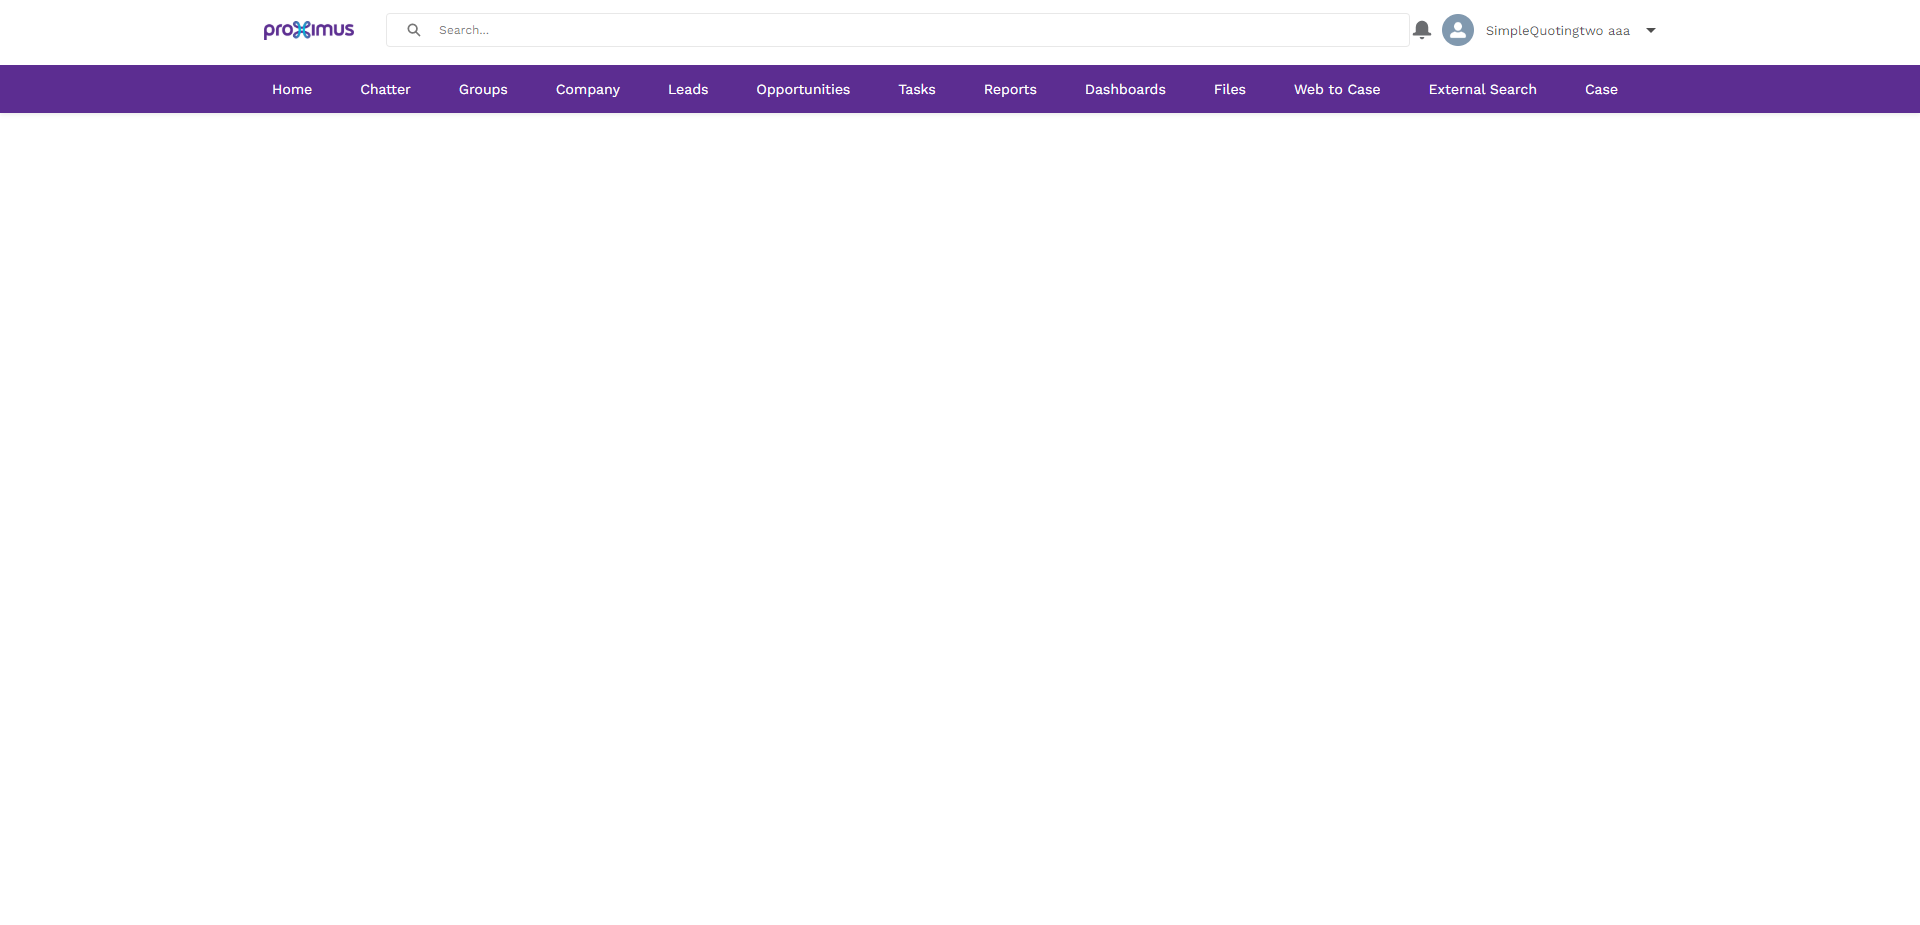 proximus
Search...
SimpleQuotingtwo aaa
Home Chatter Groups Company Leads Opportunities Tasks Reports Dashboards Files Web to Case External Search Case